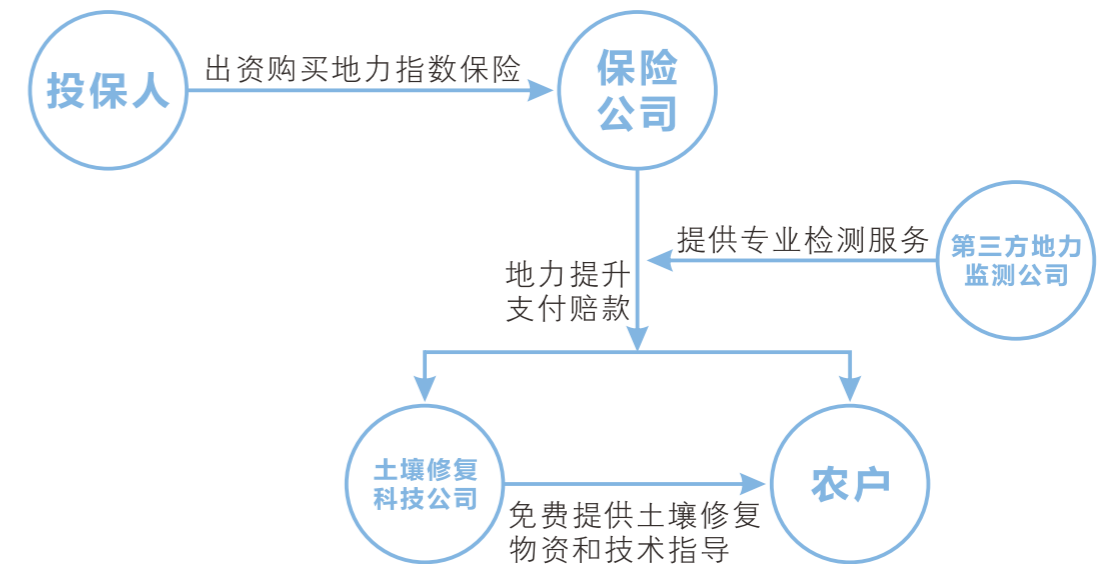 投保人
出资购买地力指数保险
保险
公司
提供专业检测服务
第三方地力
监测公司
地力提升
支付赔款
土壤修复
科技公司
免费提供土壤修复
物资和技术指导
农户